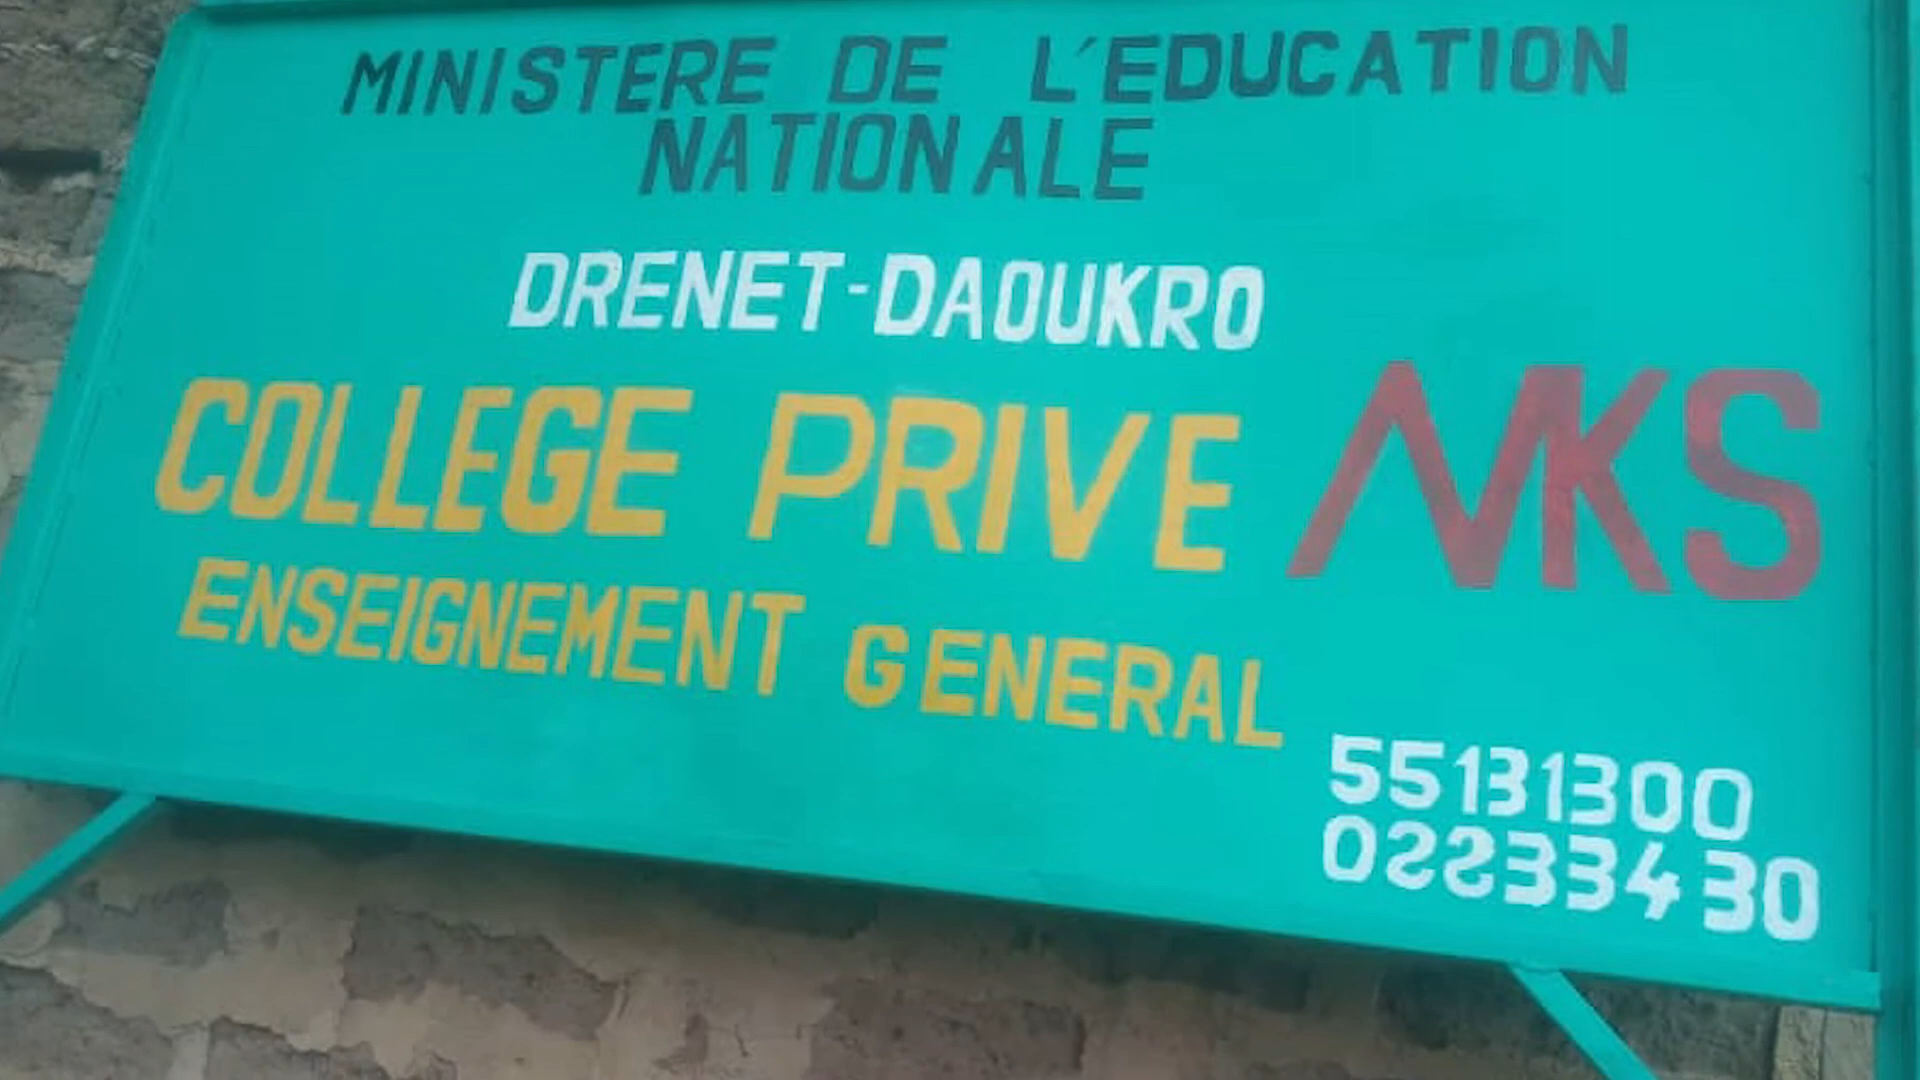 MINISTERE DE L'EDUCATION
NATIONALE
DRENET-DAOUKRO
COLLEGE PRIVE NKS
ENSEIGNEMENT GENERAL
55131300
02233430